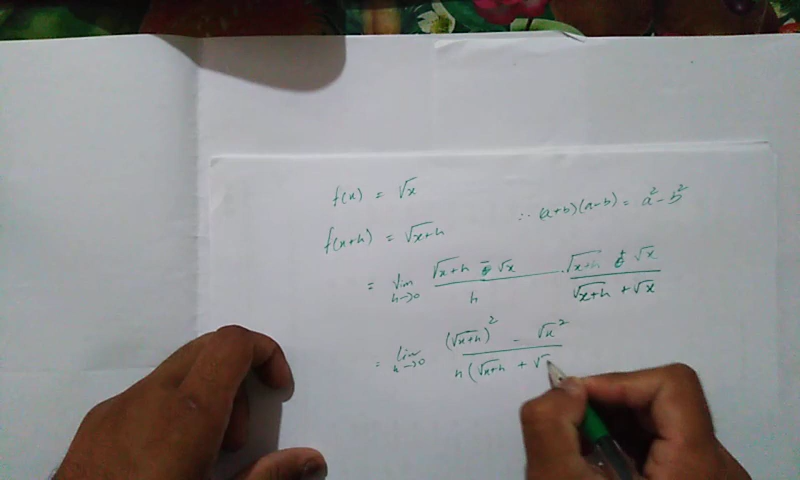 f(x) = √x
∴ (a+b)(a-b) = a² - b²
f(x+h) = √x+h
= lim h→0 √x+h - √x / h . √x+h + √x / √x+h + √x
= lim h→0 (√x+h)² - √x² / h(√x+h + √